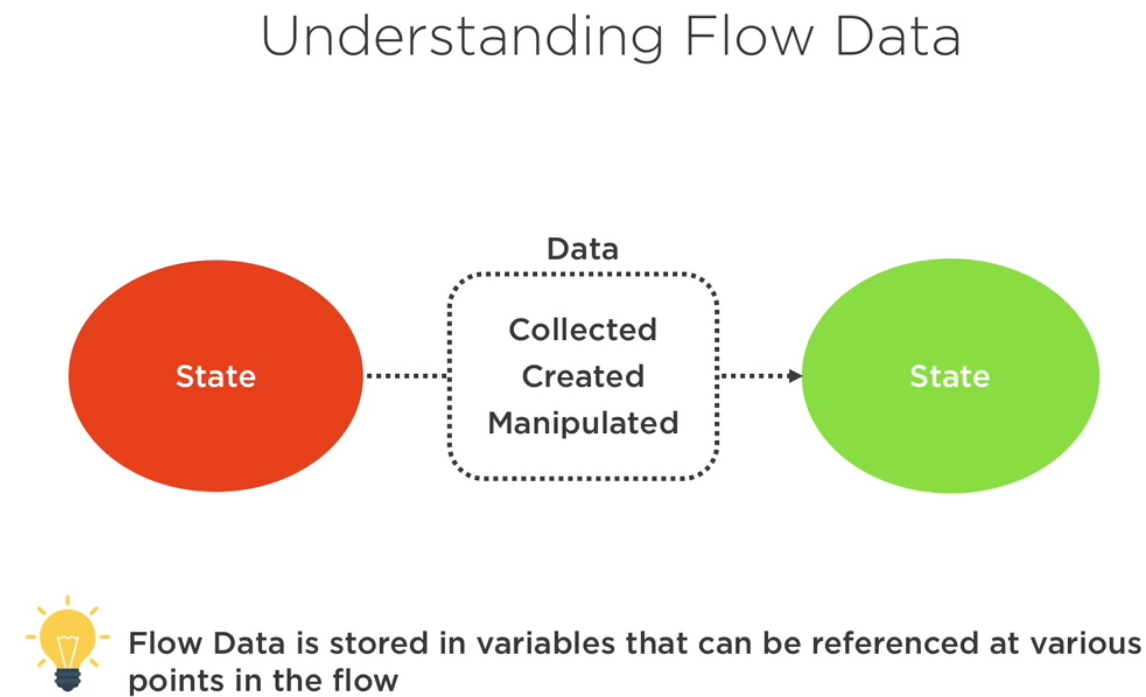 Understanding Flow Data
Data
Collected
Created
Manipulated
State
State
Flow Data is stored in variables that can be referenced at various
points in the flow